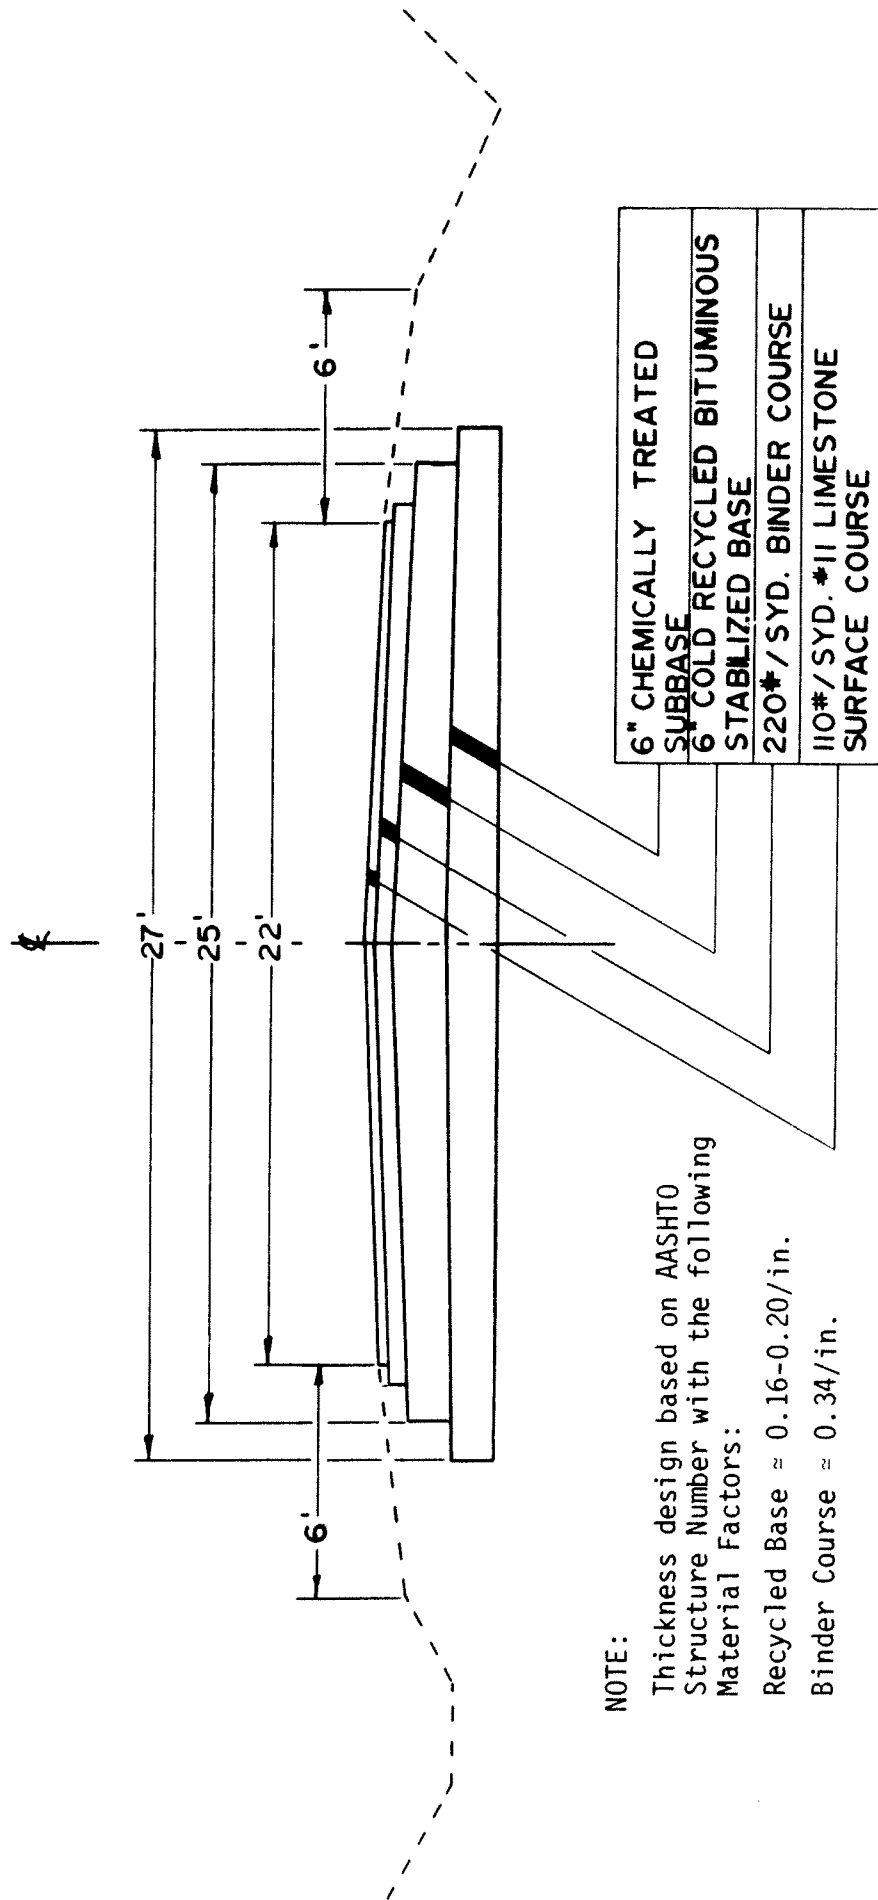 ℄
27'
25'
22'
6'
6'
6" CHEMICALLY TREATED
SUBBASE
6" COLD RECYCLED BITUMINOUS
STABILIZED BASE
220#/SYD. BINDER COURSE
110#/SYD. #11 LIMESTONE
SURFACE COURSE
NOTE:
Thickness design based on AASHTO
Structure Number with the following
Material Factors:
Recycled Base ≈ 0.16-0.20/in.
Binder Course ≈ 0.34/in.